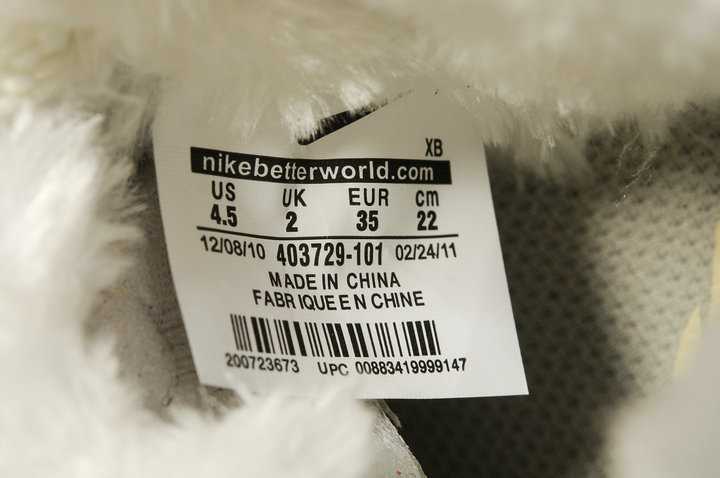 XB
nikebetterworld.com
US UK EUR cm
4.5 2 35 22
12/08/10 403729-101 02/24/11
MADE IN CHINA
FABRIQUE EN CHINE
200723673 UPC 00883419999147